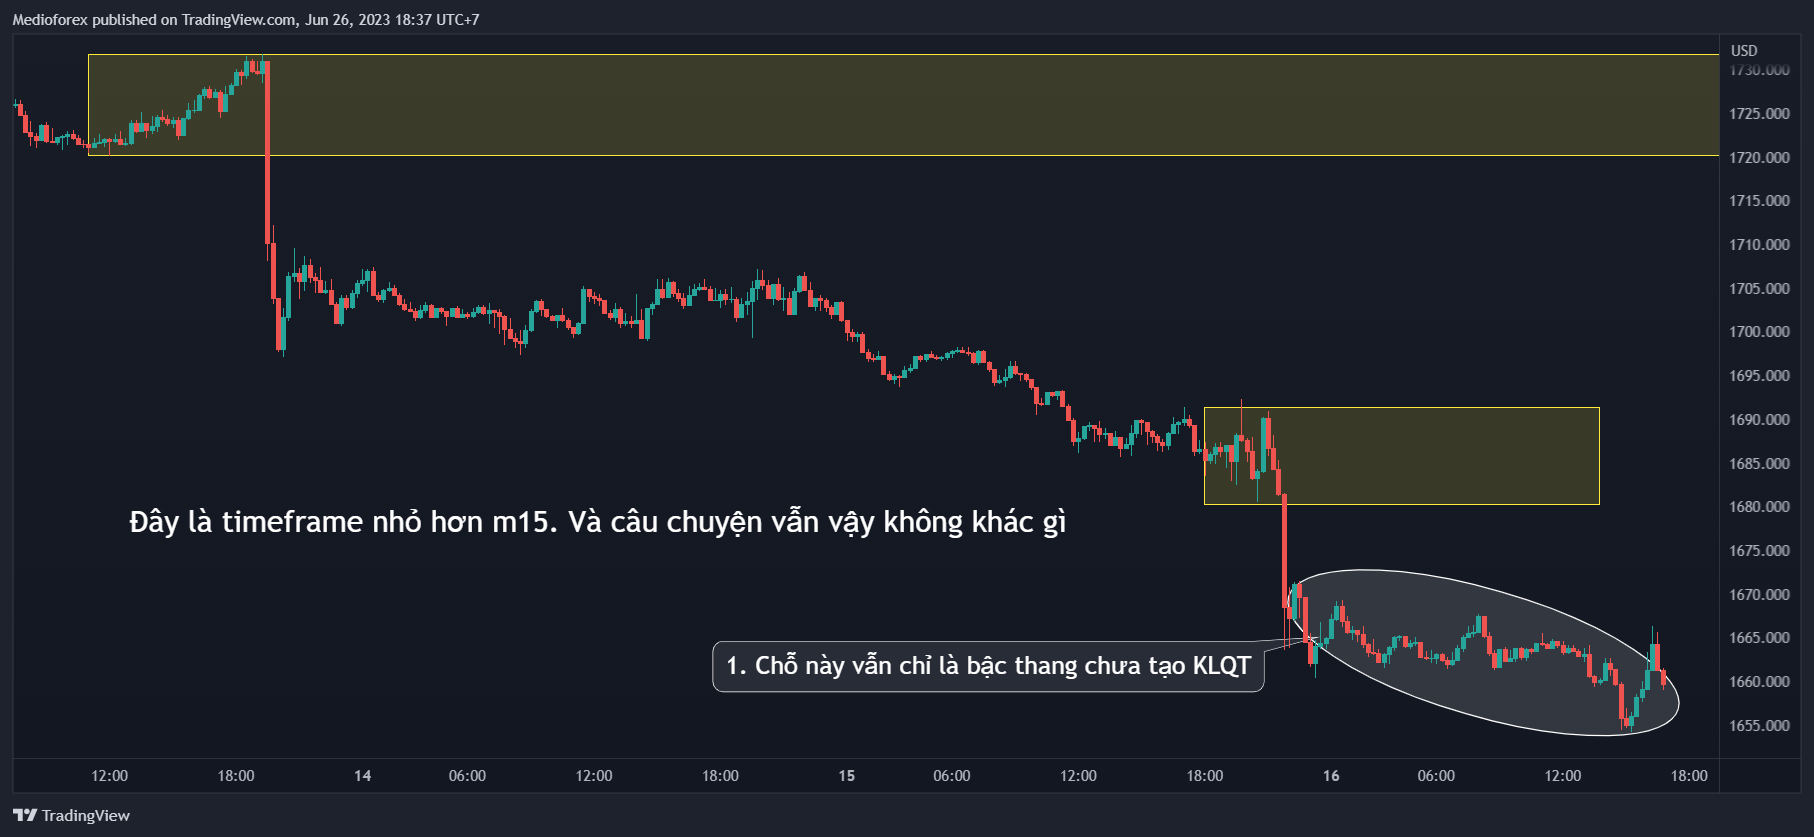 Medioforex published on TradingView.com, Jun 26, 2023 18:37 UTC+7
USD
1730.000
1725.000
1720.000
1715.000
1710.000
1705.000
1700.000
1695.000
1690.000
1685.000
1680.000
Đây là timeframe nhỏ hơn m15. Và câu chuyện vẫn vậy không khác gì
1675.000
1670.000
1665.000
1. Chỗ này vẫn chỉ là bậc thang chưa tạo KLQT
1660.000
1655.000
12:00 18:00 14 06:00 12:00 18:00 15 06:00 12:00 18:00 16 06:00 12:00 18:00
TradingView